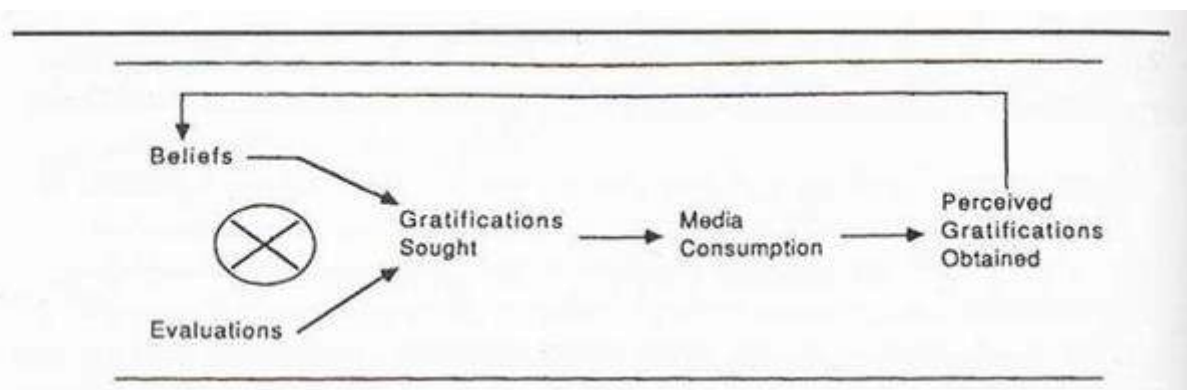 Beliefs
Gratifications
Sought
Media
Consumption
Perceived
Gratifications
Obtained
Evaluations